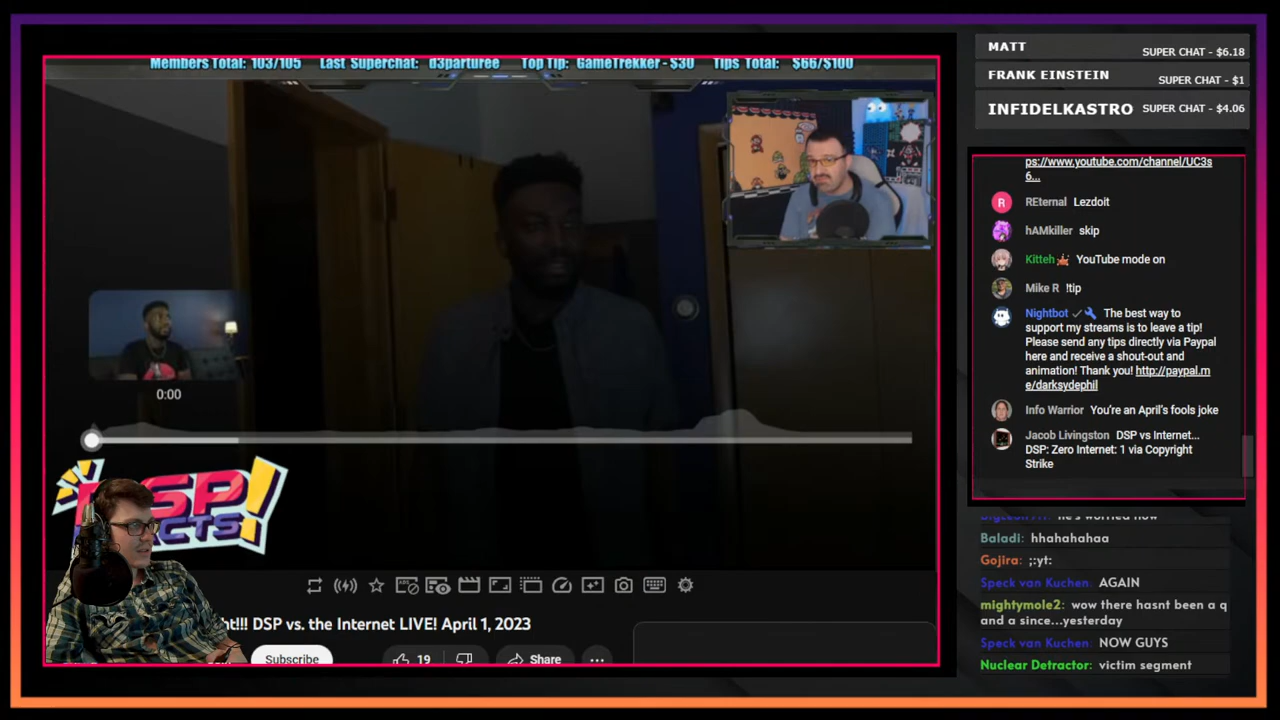 Members Total: 103/105 Last Superchat: d3parturee Top Tip: GameTrekker - $30 Tips Total: $66/$100
0:00
DSP
REACTS!
ht!!! DSP vs. the Internet LIVE! April 1, 2023
Subscribe
19
Share
MATT SUPER CHAT - $6.18
FRANK EINSTEIN SUPER CHAT - $1
INFIDELKASTRO SUPER CHAT - $4.06
ps://www.youtube.com/channel/UC3s
6...
REternal Lezdoit
hAMkiller skip
Kitteh YouTube mode on
Mike R !tip
Nightbot The best way to
support my streams is to leave a tip!
Please send any tips directly via Paypal
here and receive a shout-out and
animation! Thank you! http://paypal.m
e/darksydephil
Info Warrior You're an April's fools joke
Jacob Livingston DSP vs Internet...
DSP: Zero Internet: 1 via Copyright
Strike
he's worried now
Baladi: hhahahahaa
Gojira: ;;yt:
Speck van Kuchen: AGAIN
mightymole2: wow there hasnt been a q
and a since...yesterday
Speck van Kuchen: NOW GUYS
Nuclear Detractor: victim segment